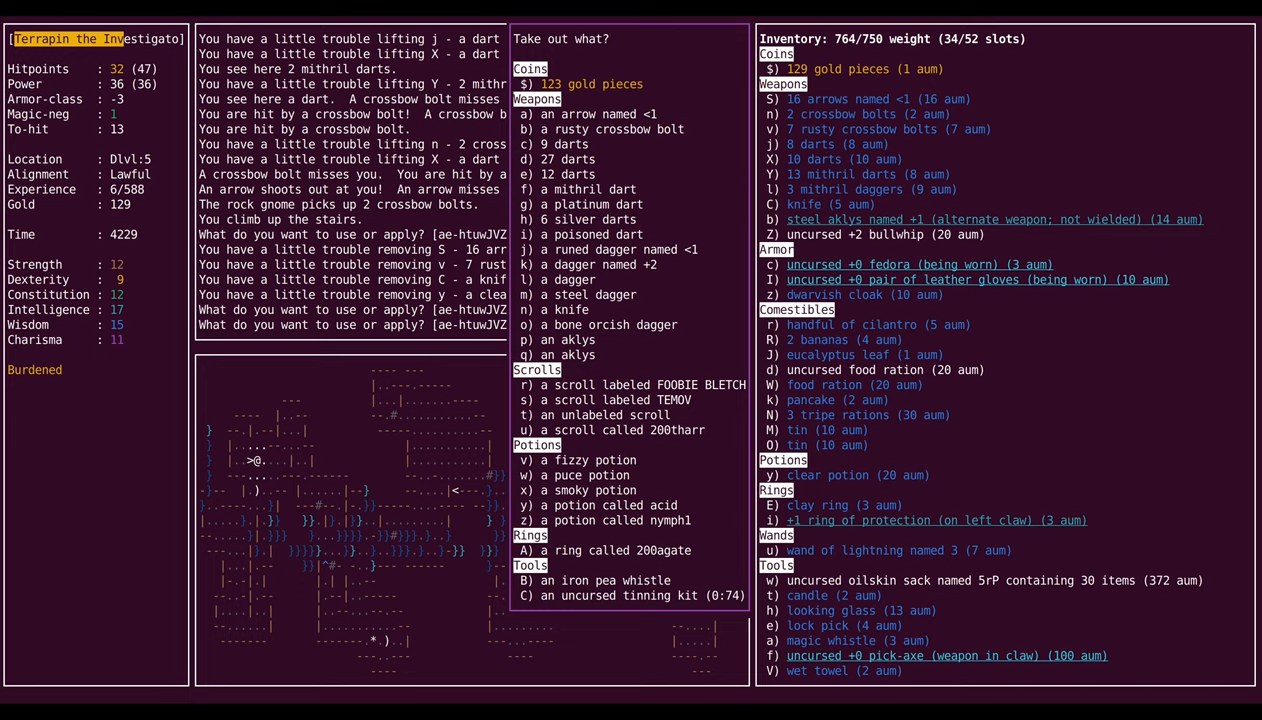 [Terrapin the Investigato]
Hitpoints : 32 (47)
Power : 36 (36)
Armor-class : -3
Magic-neg : 1
To-hit : 13
Location : Dlvl:5
Alignment : Lawful
Experience : 6/588
Gold : 129
Time : 4229
Strength : 12
Dexterity : 9
Constitution : 12
Intelligence : 17
Wisdom : 15
Charisma : 11
Burdened
You have a little trouble lifting j - a dart
You have a little trouble lifting X - a dart
You see here 2 mithril darts.
You have a little trouble lifting Y - 2 mithr
You see here a dart.  A crossbow bolt misses
You are hit by a crossbow bolt!  A crossbow b
You are hit by a crossbow bolt.
You have a little trouble lifting n - 2 cross
You have a little trouble lifting X - a dart
A crossbow bolt misses you.  You are hit by a
An arrow shoots out at you!  An arrow misses
The rock gnome picks up 2 crossbow bolts.
You climb up the stairs.
What do you want to use or apply? [ae-htuwJVZ
You have a little trouble removing S - 16 arr
You have a little trouble removing v - 7 rust
You have a little trouble removing C - a knif
You have a little trouble removing y - a clea
What do you want to use or apply? [ae-htuwJVZ
What do you want to use or apply? [ae-htuwJVZ
Take out what?
Coins
$) 123 gold pieces
Weapons
a) an arrow named <1
b) a rusty crossbow bolt
c) 9 darts
d) 27 darts
e) 12 darts
f) a mithril dart
g) a platinum dart
h) 6 silver darts
i) a poisoned dart
j) a runed dagger named <1
k) a dagger named +2
l) a dagger
m) a steel dagger
n) a knife
o) a bone orcish dagger
p) an aklys
q) an aklys
Scrolls
r) a scroll labeled FOOBIE BLETCH
s) a scroll labeled TEMOV
t) an unlabeled scroll
u) a scroll called 200tharr
Potions
v) a fizzy potion
w) a puce potion
x) a smoky potion
y) a potion called acid
z) a potion called nymph1
Rings
A) a ring called 200agate
Tools
B) an iron pea whistle
C) an uncursed tinning kit (0:74)
Inventory: 764/750 weight (34/52 slots)
Coins
$) 129 gold pieces (1 aum)
Weapons
S) 16 arrows named <1 (16 aum)
n) 2 crossbow bolts (2 aum)
v) 7 rusty crossbow bolts (7 aum)
j) 8 darts (8 aum)
X) 10 darts (10 aum)
Y) 13 mithril darts (8 aum)
l) 3 mithril daggers (9 aum)
C) knife (5 aum)
b) steel aklys named +1 (alternate weapon; not wielded) (14 aum)
Z) uncursed +2 bullwhip (20 aum)
Armor
c) uncursed +0 fedora (being worn) (3 aum)
I) uncursed +0 pair of leather gloves (being worn) (10 aum)
z) dwarvish cloak (10 aum)
Comestibles
r) handful of cilantro (5 aum)
R) 2 bananas (4 aum)
J) eucalyptus leaf (1 aum)
d) uncursed food ration (20 aum)
W) food ration (20 aum)
k) pancake (2 aum)
N) 3 tripe rations (30 aum)
M) tin (10 aum)
O) tin (10 aum)
Potions
y) clear potion (20 aum)
Rings
E) clay ring (3 aum)
i) +1 ring of protection (on left claw) (3 aum)
Wands
u) wand of lightning named 3 (7 aum)
Tools
w) uncursed oilskin sack named 5rP containing 30 items (372 aum)
t) candle (2 aum)
h) looking glass (13 aum)
e) lock pick (4 aum)
a) magic whistle (3 aum)
f) uncursed +0 pick-axe (weapon in claw) (100 aum)
V) wet towel (2 aum)